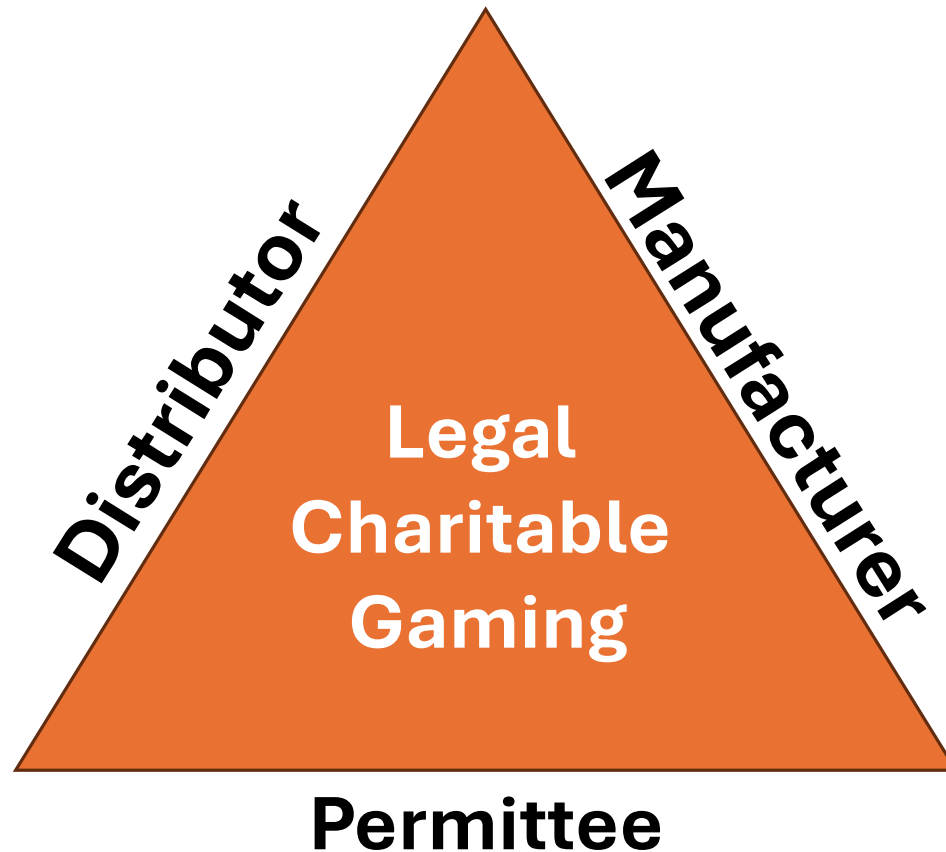 Distributor
Manufacturer
Legal
Charitable
Gaming
Permittee